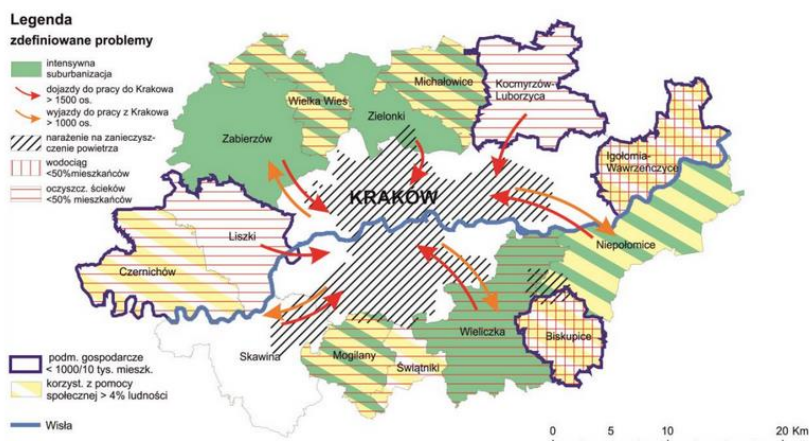 Legenda
zdefiniowane problemy
intensywna
suburbanizacja
dojazdy do pracy do Krakowa
> 1500 os.
wyjazdy do pracy z Krakowa
> 1000 os.
narażenie na zanieczysz-
czenie powietrza
wodociąg
<50%mieszkańców
oczyszcz. ścieków
<50% mieszkańców
Michałowice
Kocmyrzów-
Luborzyca
Wielka Wieś
Zielonki
Zabierzów
Igołomia-
Wawrzeńczyce
KRAKÓW
Liszki
Niepołomice
Czernichów
Wieliczka
Biskupice
Skawina
Mogilany
Świątniki
podm. gospodarcze
< 1000/10 tys. mieszk.
korzyst. z pomocy
społecznej > 4% ludności
Wisła
0 5 10 20 Km